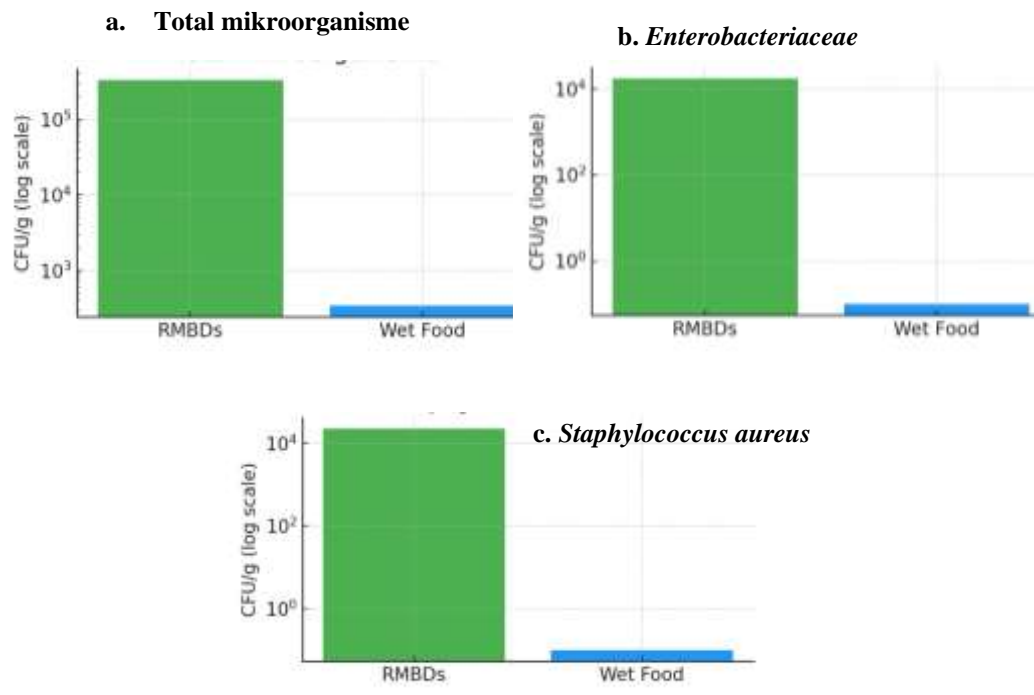 a. Total mikroorganisme
CFU/g (log scale)
10⁵
10⁴
10³
RMBDs
Wet Food
b. Enterobacteriaceae
CFU/g (log scale)
10⁴
10²
10⁰
RMBDs
Wet Food
c. Staphylococcus aureus
CFU/g (log scale)
10⁴
10²
10⁰
RMBDs
Wet Food